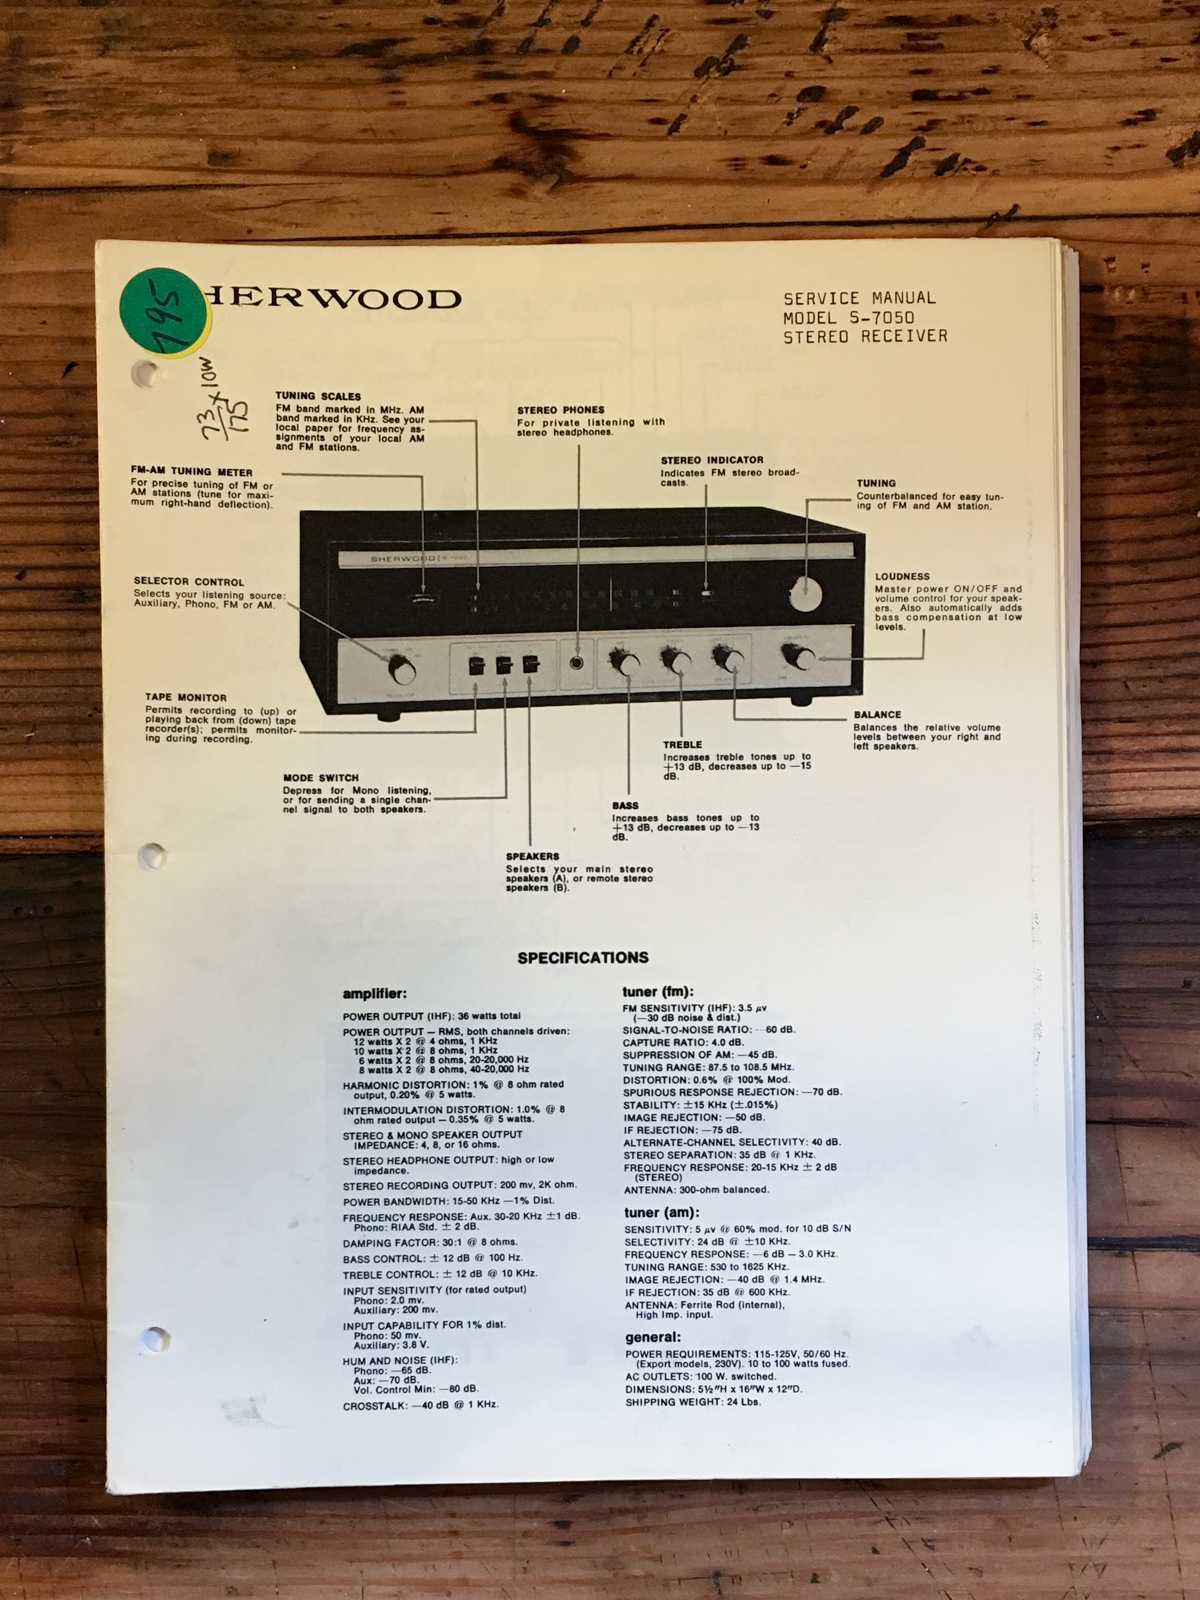 795
HERWOOD
SERVICE MANUAL
MODEL S-7050
STEREO RECEIVER
73 x 10W
175
TUNING SCALES
FM band marked in MHz. AM
band marked in KHz. See your
local paper for frequency as-
signments of your local AM
and FM stations.
STEREO PHONES
For private listening with
stereo headphones.
STEREO INDICATOR
Indicates FM stereo broad-
casts.
FM-AM TUNING METER
For precise tuning of FM or
AM stations (tune for maxi-
mum right-hand deflection).
TUNING
Counterbalanced for easy tun-
ing of FM and AM station.
SHERWOOD
SELECTOR CONTROL
Selects your listening source:
Auxiliary, Phono, FM or AM.
LOUDNESS
Master power ON/OFF and
volume control for your speak-
ers. Also automatically adds
bass compensation at low
levels.
TAPE MONITOR
Permits recording to (up) or
playing back from (down) tape
recorder(s); permits monitor-
ing during recording.
BALANCE
Balances the relative volume
levels between your right and
left speakers.
TREBLE
Increases treble tones up to
+13 dB, decreases up to —15
dB.
MODE SWITCH
Depress for Mono listening,
or for sending a single chan-
nel signal to both speakers.
BASS
Increases bass tones up to
+13 dB, decreases up to —13
dB.
SPEAKERS
Selects your main stereo
speakers (A), or remote stereo
speakers (B).
SPECIFICATIONS
amplifier:
POWER OUTPUT (IHF): 36 watts total
POWER OUTPUT — RMS, both channels driven:
12 watts X 2 @ 4 ohms, 1 KHz
10 watts X 2 @ 8 ohms, 1 KHz
6 watts X 2 @ 8 ohms, 20-20,000 Hz
8 watts X 2 @ 8 ohms, 40-20,000 Hz
HARMONIC DISTORTION: 1% @ 8 ohm rated
output, 0.20% @ 5 watts.
INTERMODULATION DISTORTION: 1.0% @ 8
ohm rated output — 0.35% @ 5 watts.
STEREO & MONO SPEAKER OUTPUT
IMPEDANCE: 4, 8, or 16 ohms.
STEREO HEADPHONE OUTPUT: high or low
impedance.
STEREO RECORDING OUTPUT: 200 mv, 2K ohm.
POWER BANDWIDTH: 15-50 KHz —1% Dist.
FREQUENCY RESPONSE: Aux. 30-20 KHz ±1 dB.
Phono: RIAA Std. ± 2 dB.
DAMPING FACTOR: 30:1 @ 8 ohms.
BASS CONTROL: ± 12 dB @ 100 Hz.
TREBLE CONTROL: ± 12 dB @ 10 KHz.
INPUT SENSITIVITY (for rated output)
Phono: 2.0 mv.
Auxiliary: 200 mv.
INPUT CAPABILITY FOR 1% dist.
Phono: 50 mv.
Auxiliary: 3.8 V.
HUM AND NOISE (IHF):
Phono: —65 dB.
Aux: —70 dB.
Vol. Control Min: —80 dB.
CROSSTALK: —40 dB @ 1 KHz.
tuner (fm):
FM SENSITIVITY (IHF): 3.5 µv
(—30 dB noise & dist.)
SIGNAL-TO-NOISE RATIO: —60 dB.
CAPTURE RATIO: 4.0 dB.
SUPPRESSION OF AM: —45 dB.
TUNING RANGE: 87.5 to 108.5 MHz.
DISTORTION: 0.6% @ 100% Mod.
SPURIOUS RESPONSE REJECTION: —70 dB.
STABILITY: ±15 KHz (±.015%)
IMAGE REJECTION: —50 dB.
IF REJECTION: —75 dB.
ALTERNATE-CHANNEL SELECTIVITY: 40 dB.
STEREO SEPARATION: 35 dB @ 1 KHz.
FREQUENCY RESPONSE: 20-15 KHz ± 2 dB
(STEREO)
ANTENNA: 300-ohm balanced.
tuner (am):
SENSITIVITY: 5 µv @ 60% mod. for 10 dB S/N
SELECTIVITY: 24 dB @ ±10 KHz.
FREQUENCY RESPONSE: —6 dB — 3.0 KHz.
TUNING RANGE: 530 to 1625 KHz.
IMAGE REJECTION: —40 dB @ 1.4 MHz.
IF REJECTION: 35 dB @ 600 KHz.
ANTENNA: Ferrite Rod (internal),
High Imp. input.
general:
POWER REQUIREMENTS: 115-125V, 50/60 Hz.
(Export models, 230V). 10 to 100 watts fused.
AC OUTLETS: 100 W. switched.
DIMENSIONS: 5½"H x 16"W x 12"D.
SHIPPING WEIGHT: 24 Lbs.